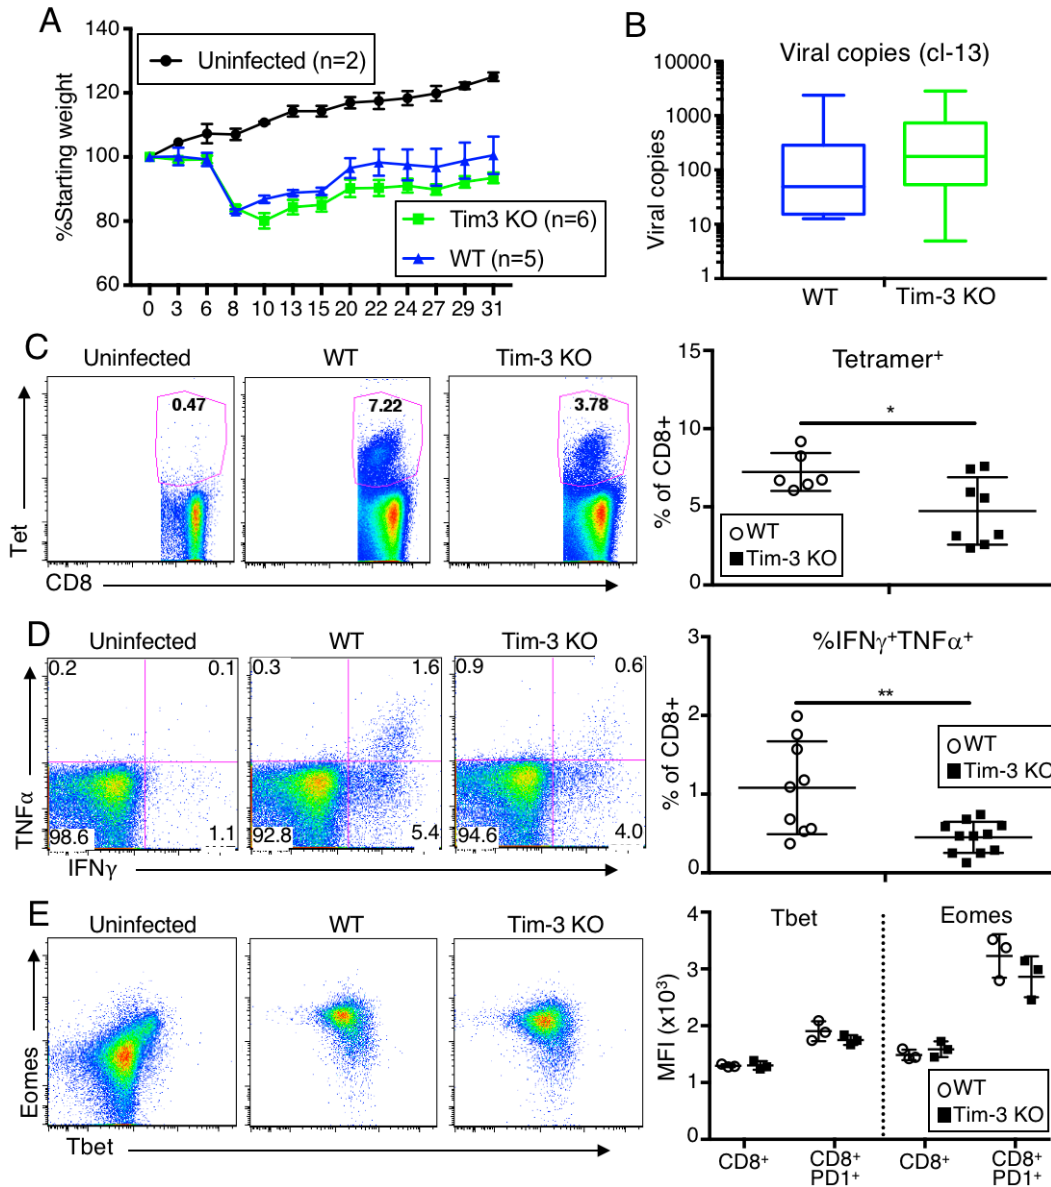 A
140
120
100
80
60
%Starting weight
Uninfected (n=2)
Tim3 KO (n=6)
WT (n=5)
0 3 6 8 10 13 15 20 22 24 27 29 31
B
Viral copies (cl-13)
10000
1000
100
10
1
Viral copies
WT Tim-3 KO
C
Uninfected WT Tim-3 KO
0.47 7.22 3.78
Tet
CD8
Tetramer+
15
10
5
0
% of CD8+
*
WT
Tim-3 KO
D
Uninfected WT Tim-3 KO
0.2 0.1 0.3 1.6 0.9 0.6
98.6 1.1 92.8 5.4 94.6 4.0
TNFα
IFNγ
%IFNγ+TNFα+
3
2
1
0
% of CD8+
**
WT
Tim-3 KO
E
Uninfected WT Tim-3 KO
Eomes
Tbet
Tbet Eomes
4
3
2
1
0
MFI (x10³)
WT
Tim-3 KO
CD8+ CD8+ CD8+ CD8+
PD1+ PD1+